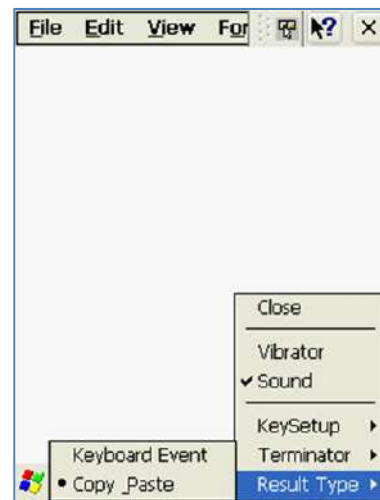 File Edit View For
Close
Vibrator
Sound
KeySetup
Keyboard Event Terminator
Copy _Paste Result Type